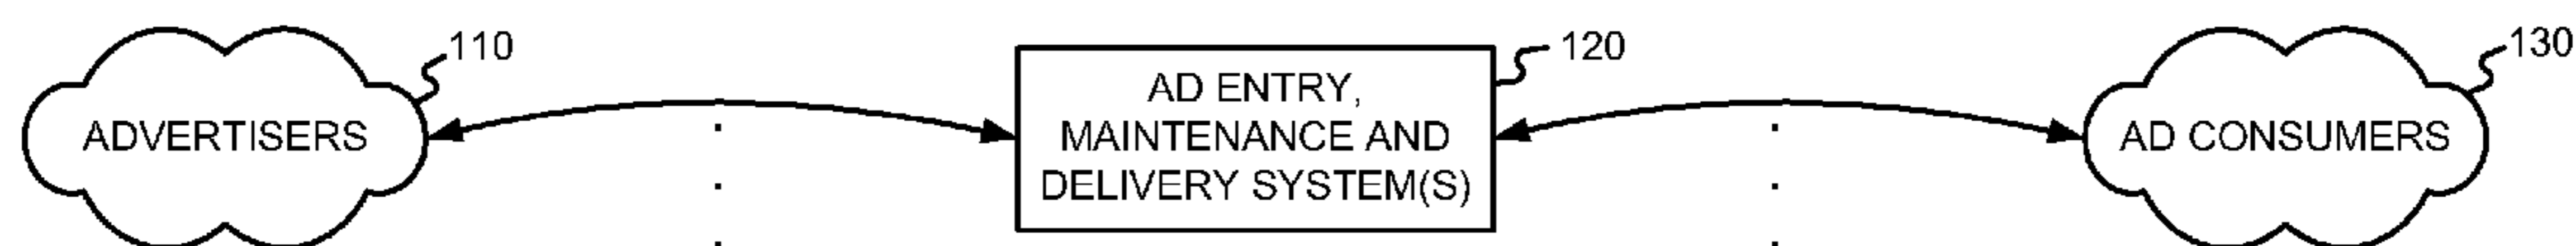 110
120
130
ADVERTISERS
AD ENTRY,
MAINTENANCE AND
DELIVERY SYSTEM(S)
AD CONSUMERS